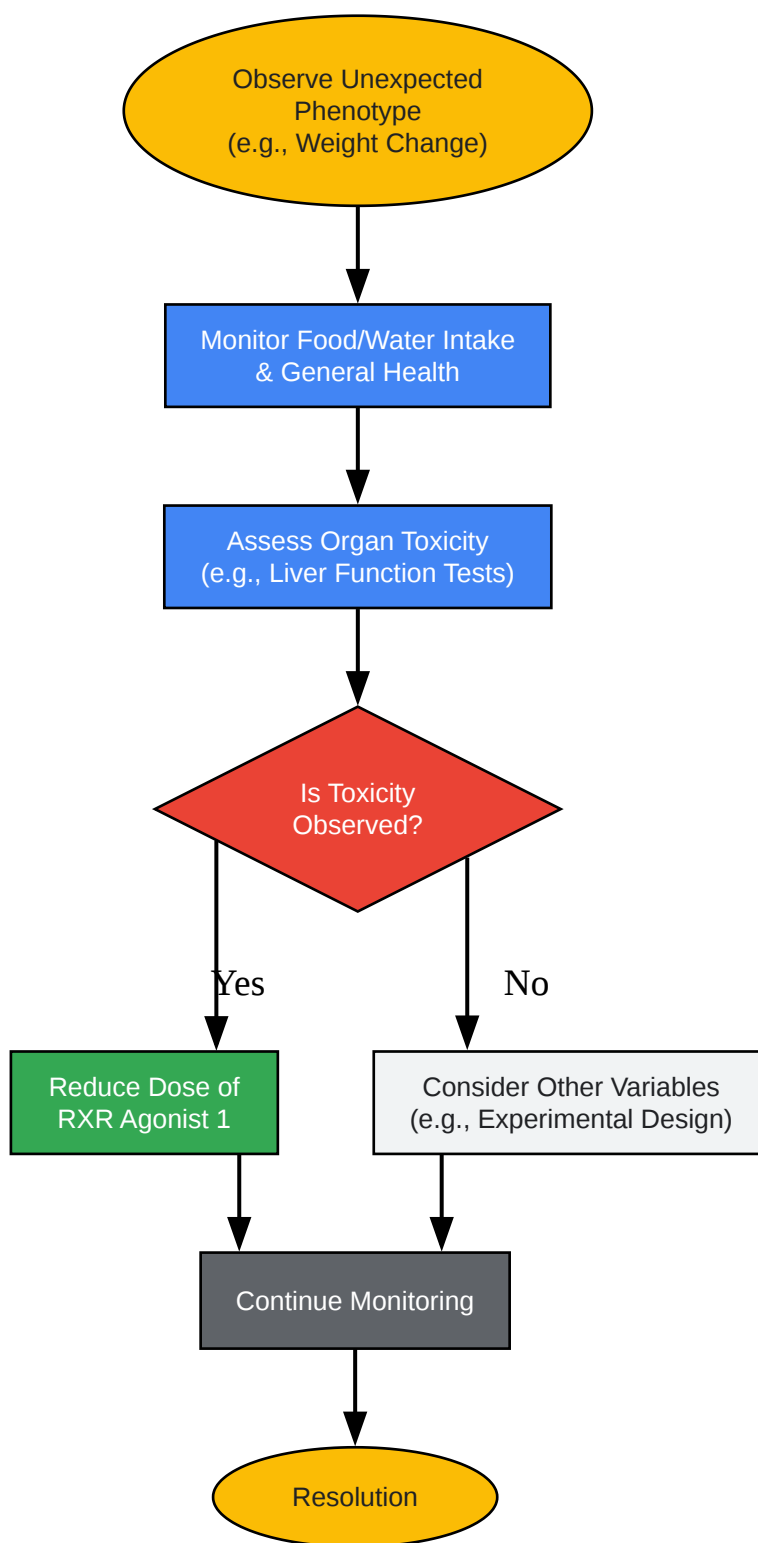 Observe Unexpected
Phenotype
(e.g., Weight Change)
Monitor Food/Water Intake
& General Health
Assess Organ Toxicity
(e.g., Liver Function Tests)
Is Toxicity
Observed?
Yes
No
Reduce Dose of
RXR Agonist 1
Consider Other Variables
(e.g., Experimental Design)
Continue Monitoring
Resolution